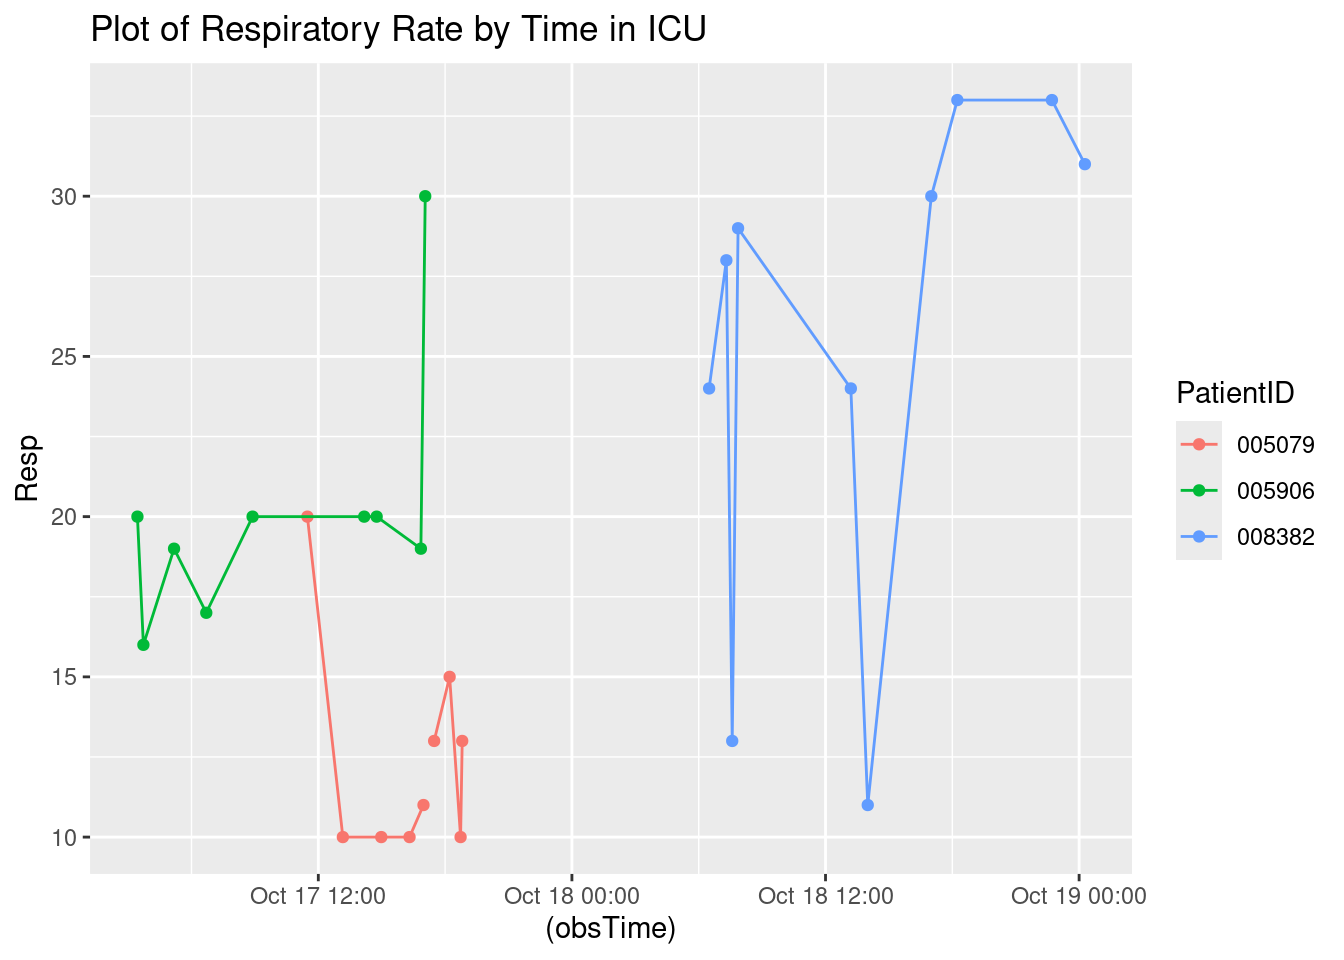 Plot of Respiratory Rate by Time in ICU
Resp
30
25
20
15
10
Oct 17 12:00
Oct 18 00:00
Oct 18 12:00
Oct 19 00:00
(obsTime)
PatientID
005079
005906
008382